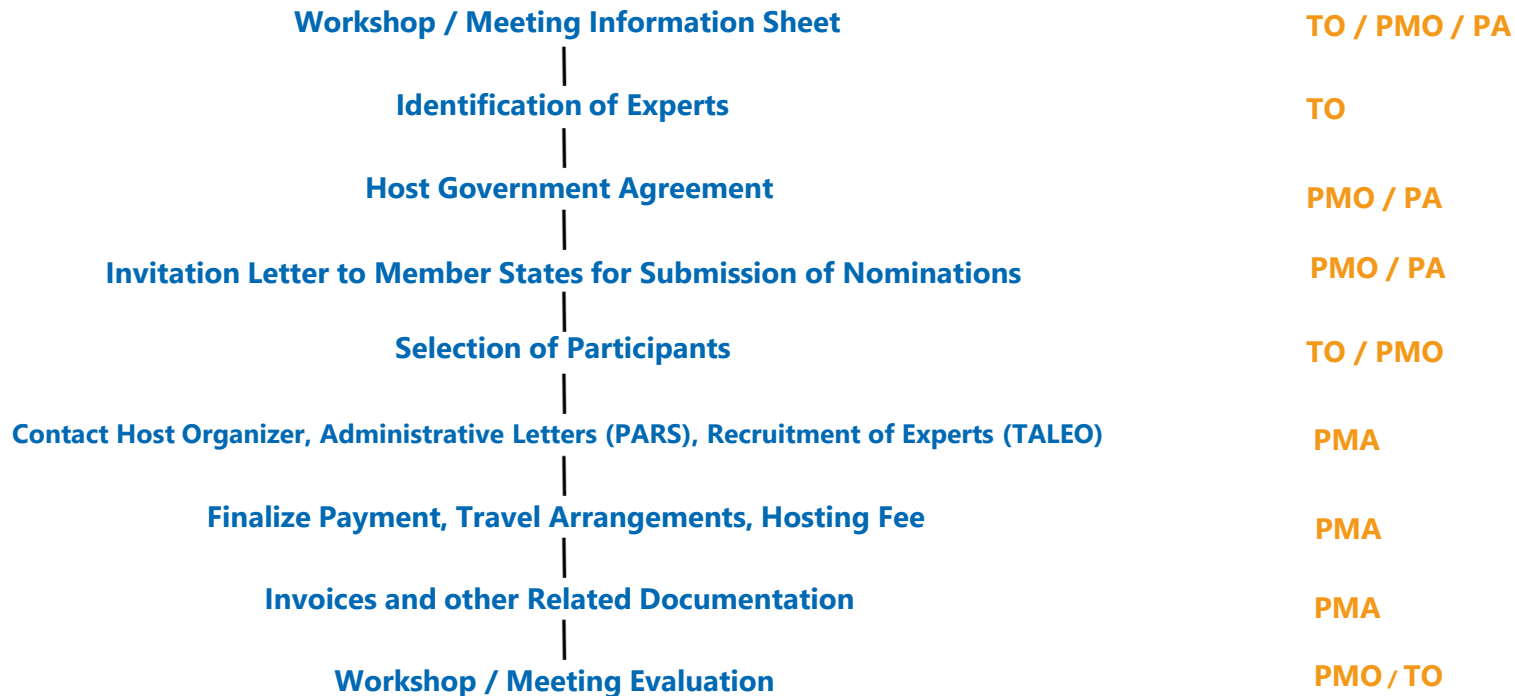 Workshop / Meeting Information Sheet TO / PMO / PA
Identification of Experts TO
Host Government Agreement PMO / PA
Invitation Letter to Member States for Submission of Nominations PMO / PA
Selection of Participants TO / PMO
Contact Host Organizer, Administrative Letters (PARS), Recruitment of Experts (TALEO) PMA
Finalize Payment, Travel Arrangements, Hosting Fee PMA
Invoices and other Related Documentation PMA
Workshop / Meeting Evaluation PMO / TO